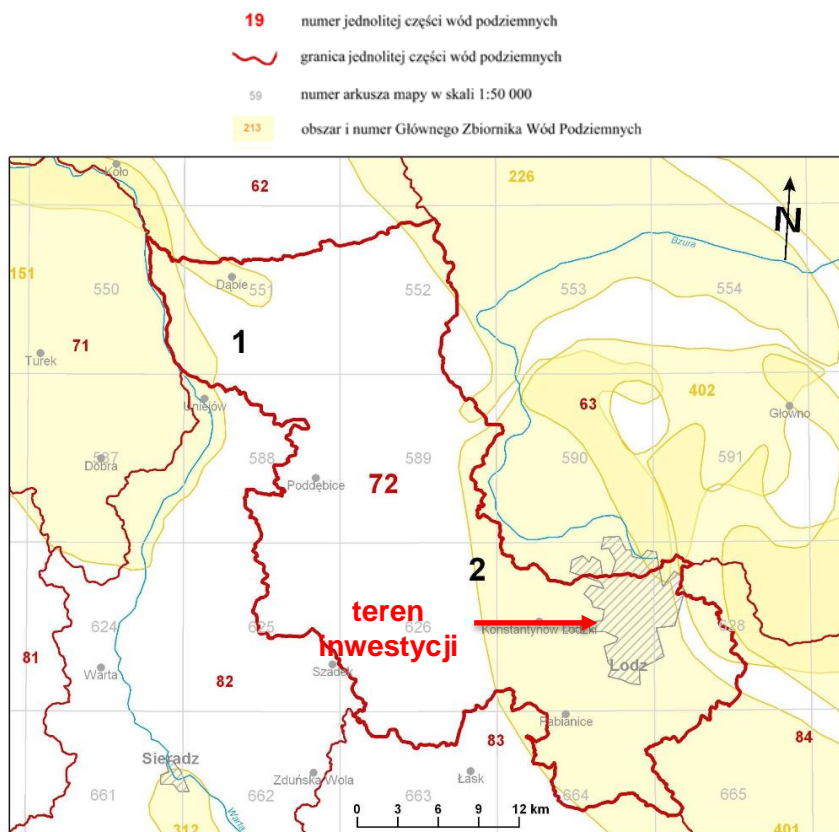 19 numer jednolitej części wód podziemnych
granica jednolitej części wód podziemnych
59 numer arkusza mapy w skali 1:50 000
213 obszar i numer Głównego Zbiornika Wód Podziemnych
Koło
62
226
N
Bzura
151
Dąbie
550
551
552
553
554
1
71
Turek
63
402
Uniejów
Głowno
587
Dobra
588
589
590
591
Poddębice
72
2
teren
inwestycji
624
625
626
Konstantynów Łódzki
628
81
Warta
82
Szadek
Lodz
Pabianice
83
84
Sieradz
Zduńska Wola
Łask
661
662
663
664
665
Warta
312
0 3 6 9 12 km
401